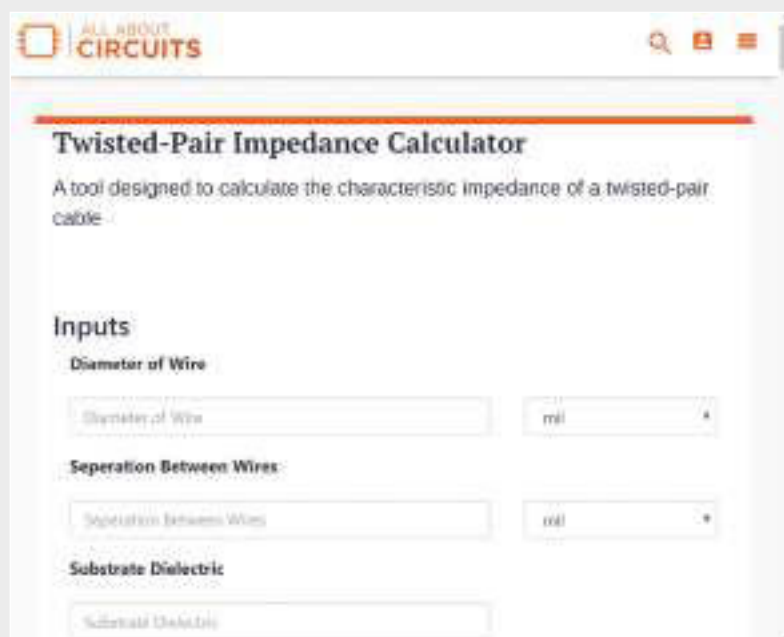 ALL ABOUT
CIRCUITS
Twisted-Pair Impedance Calculator
A tool designed to calculate the characteristic impedance of a twisted-pair
cable
Inputs
Diameter of Wire
Diameter of Wire mil
Seperation Between Wires
Seperation Between Wires mil
Substrate Dielectric
Substrate Dielectric